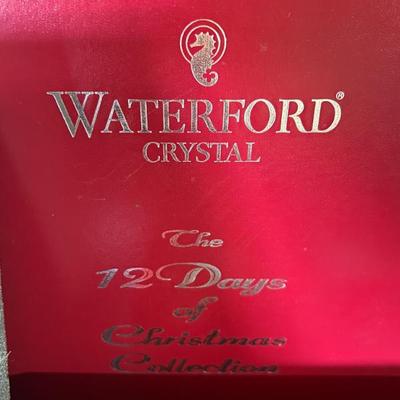 WATERFORD®
CRYSTAL
The
12 Days
of
Christmas
Collection